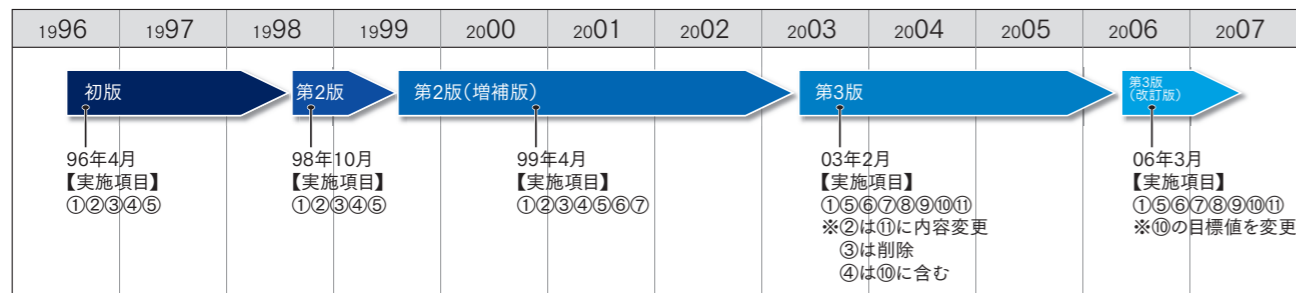 1996 1997 1998 1999 2000 2001 2002 2003 2004 2005 2006 2007
初版
第2版
第2版(増補版)
第3版
第3版
(改訂版)
96年4月
【実施項目】
①②③④⑤
98年10月
【実施項目】
①②③④⑤
99年4月
【実施項目】
①②③④⑤⑥⑦
03年2月
【実施項目】
①⑤⑥⑦⑧⑨⑩⑪
※②は⑪に内容変更
③は削除
④は⑩に含む
06年3月
【実施項目】
①⑤⑥⑦⑧⑨⑩⑪
※⑩の目標値を変更